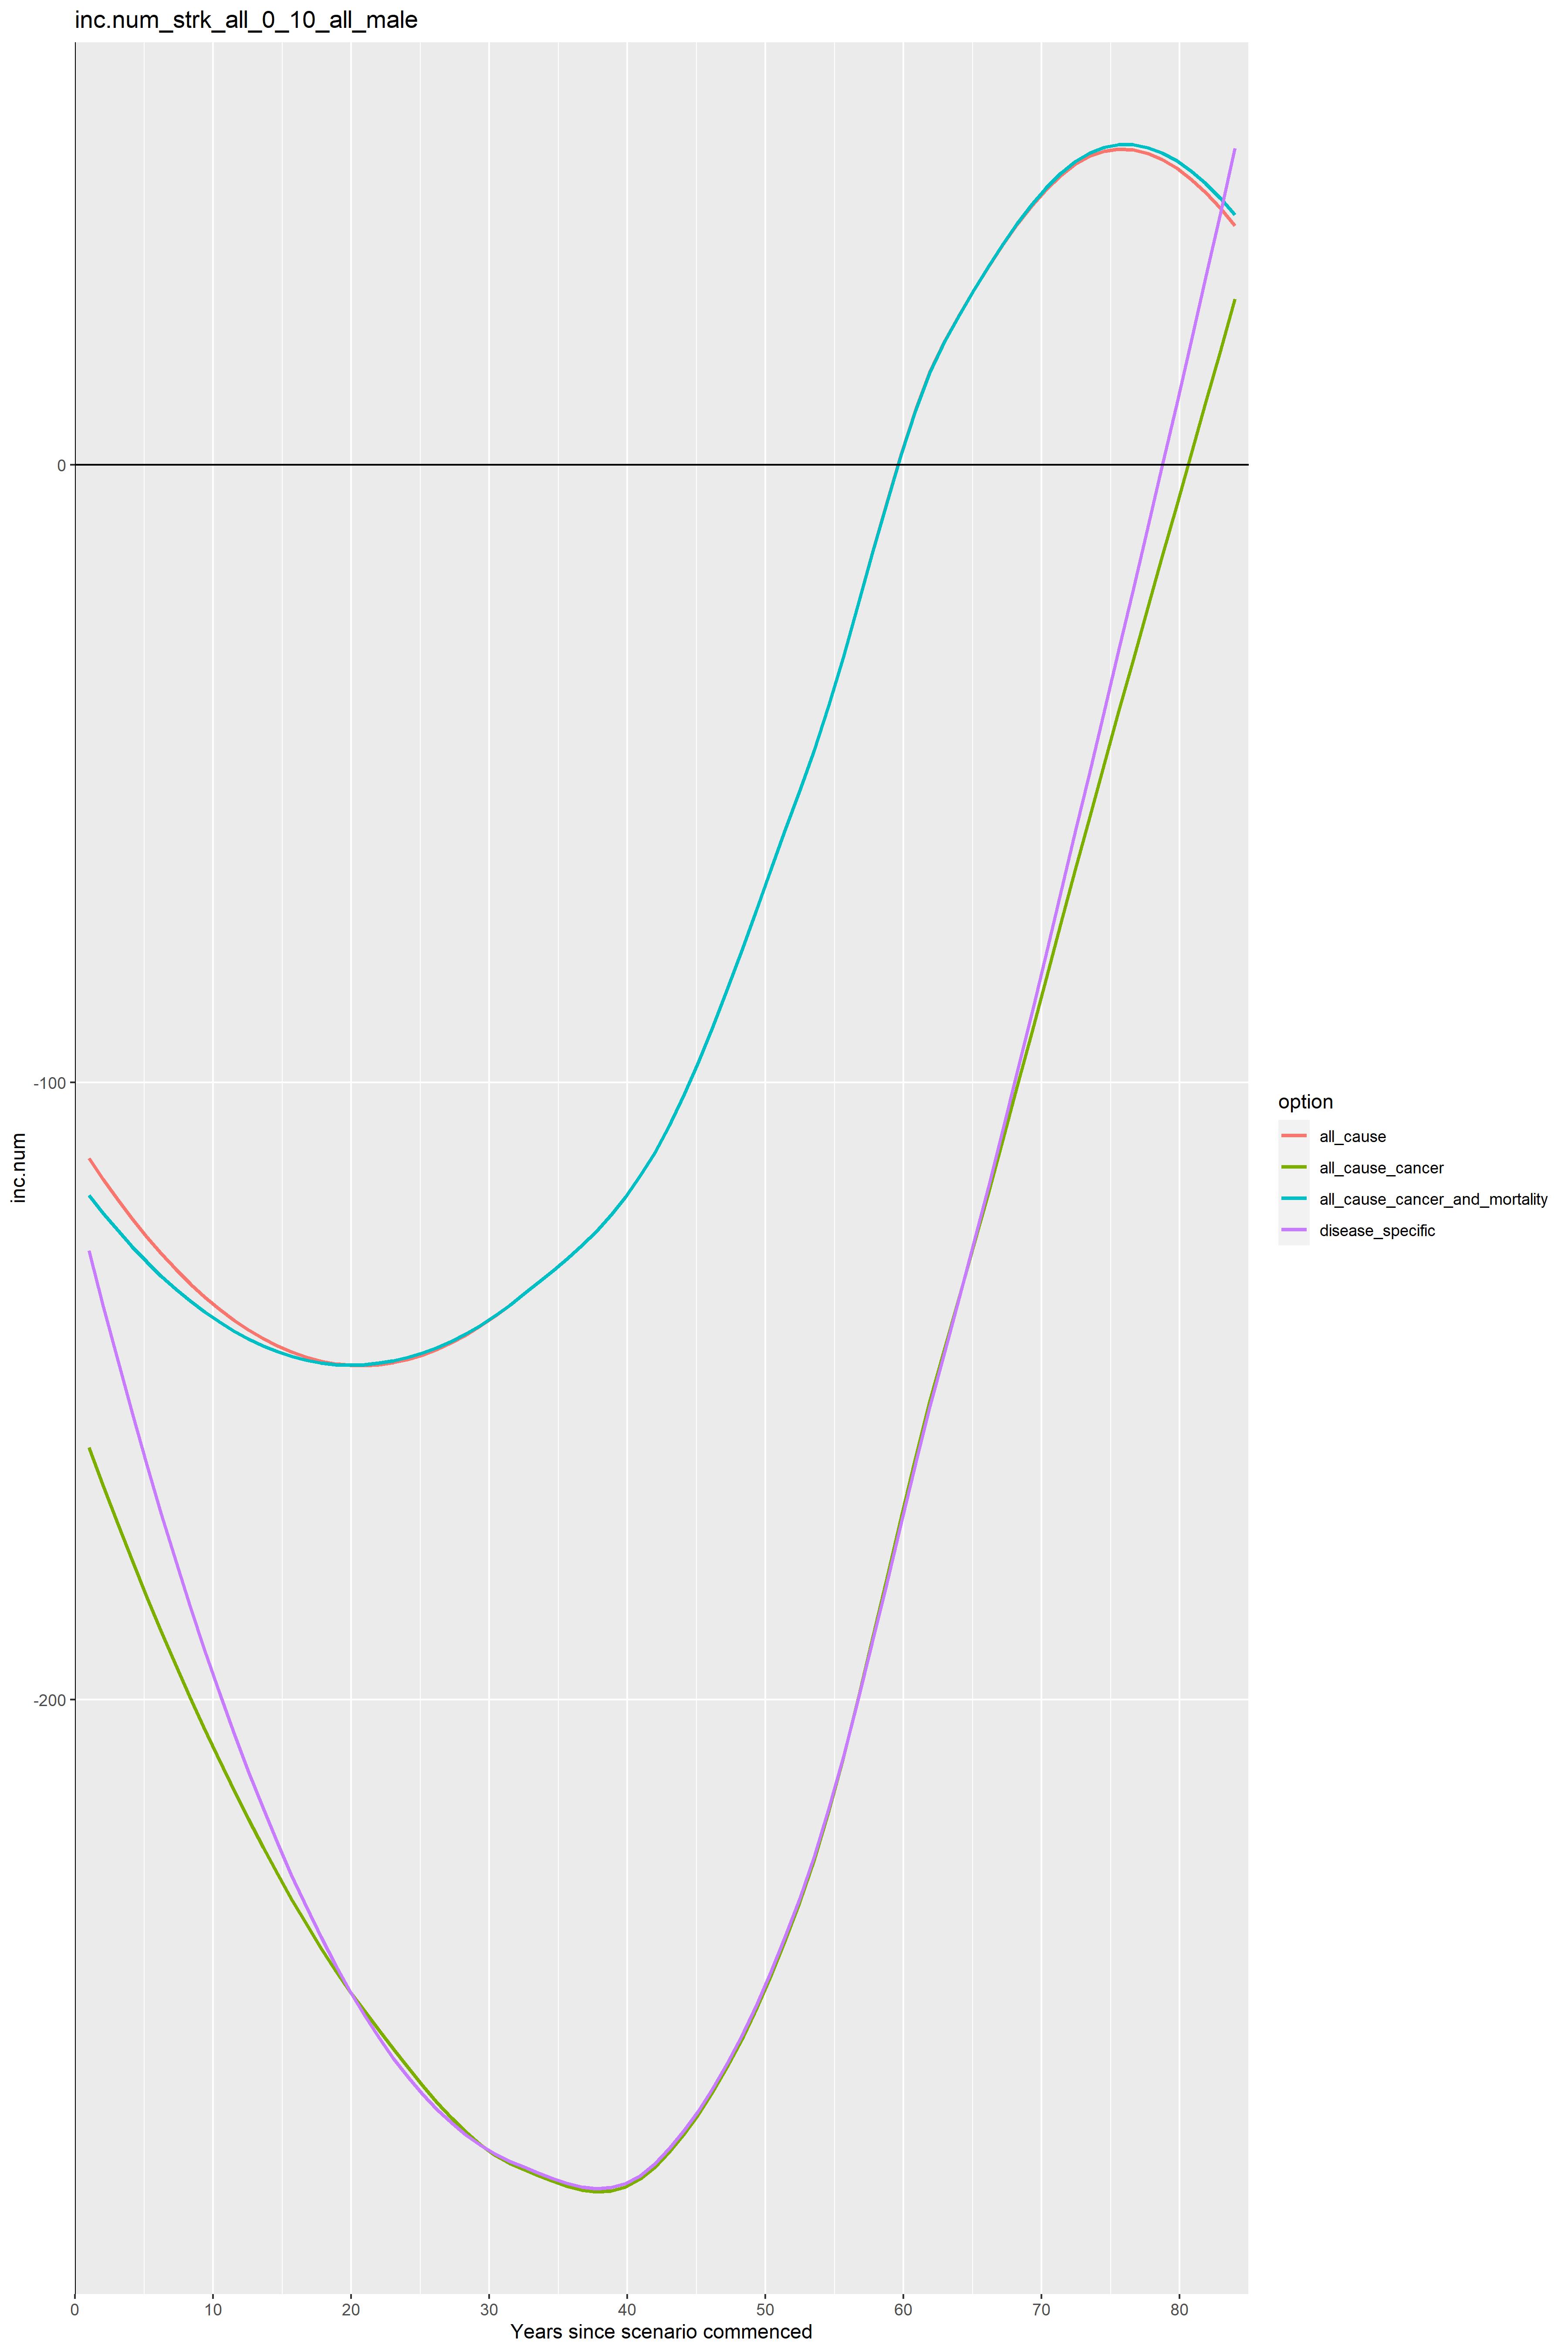 inc.num_strk_all_0_10_all_male
0
-100
-200
inc.num
0 10 20 30 40 50 60 70 80
Years since scenario commenced
option
all_cause
all_cause_cancer
all_cause_cancer_and_mortality
disease_specific